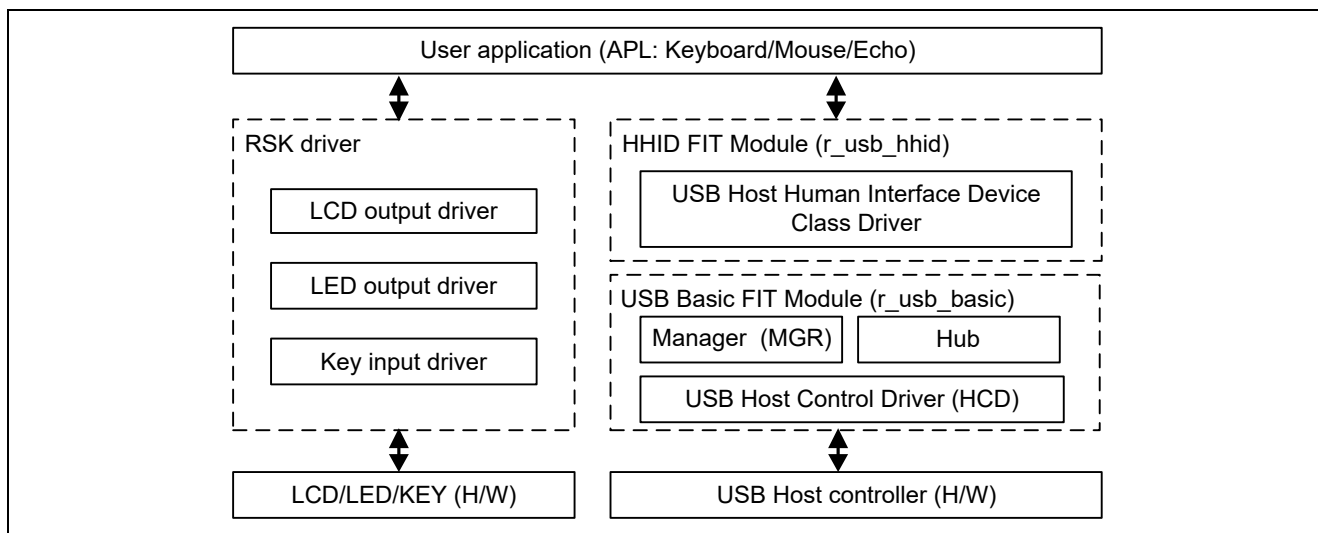 User application (APL: Keyboard/Mouse/Echo)
RSK driver
LCD output driver
LED output driver
Key input driver
HHID FIT Module (r_usb_hhid)
USB Host Human Interface Device
Class Driver
USB Basic FIT Module (r_usb_basic)
Manager (MGR)
Hub
USB Host Control Driver (HCD)
LCD/LED/KEY (H/W)
USB Host controller (H/W)